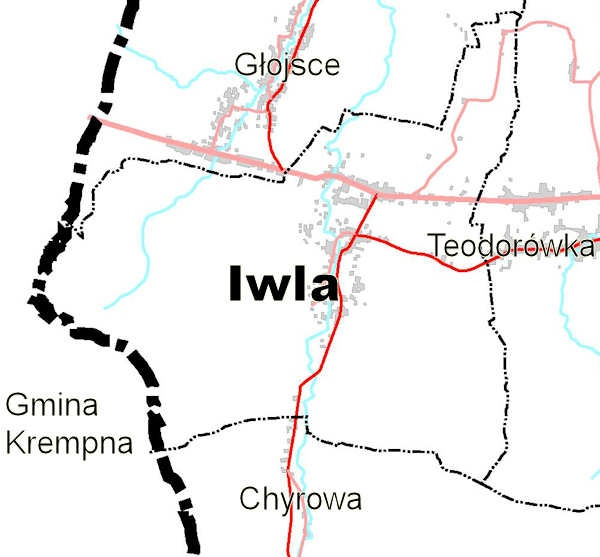 Głojsce
Teodorówka
Iwla
Gmina
Krempna
Chyrowa